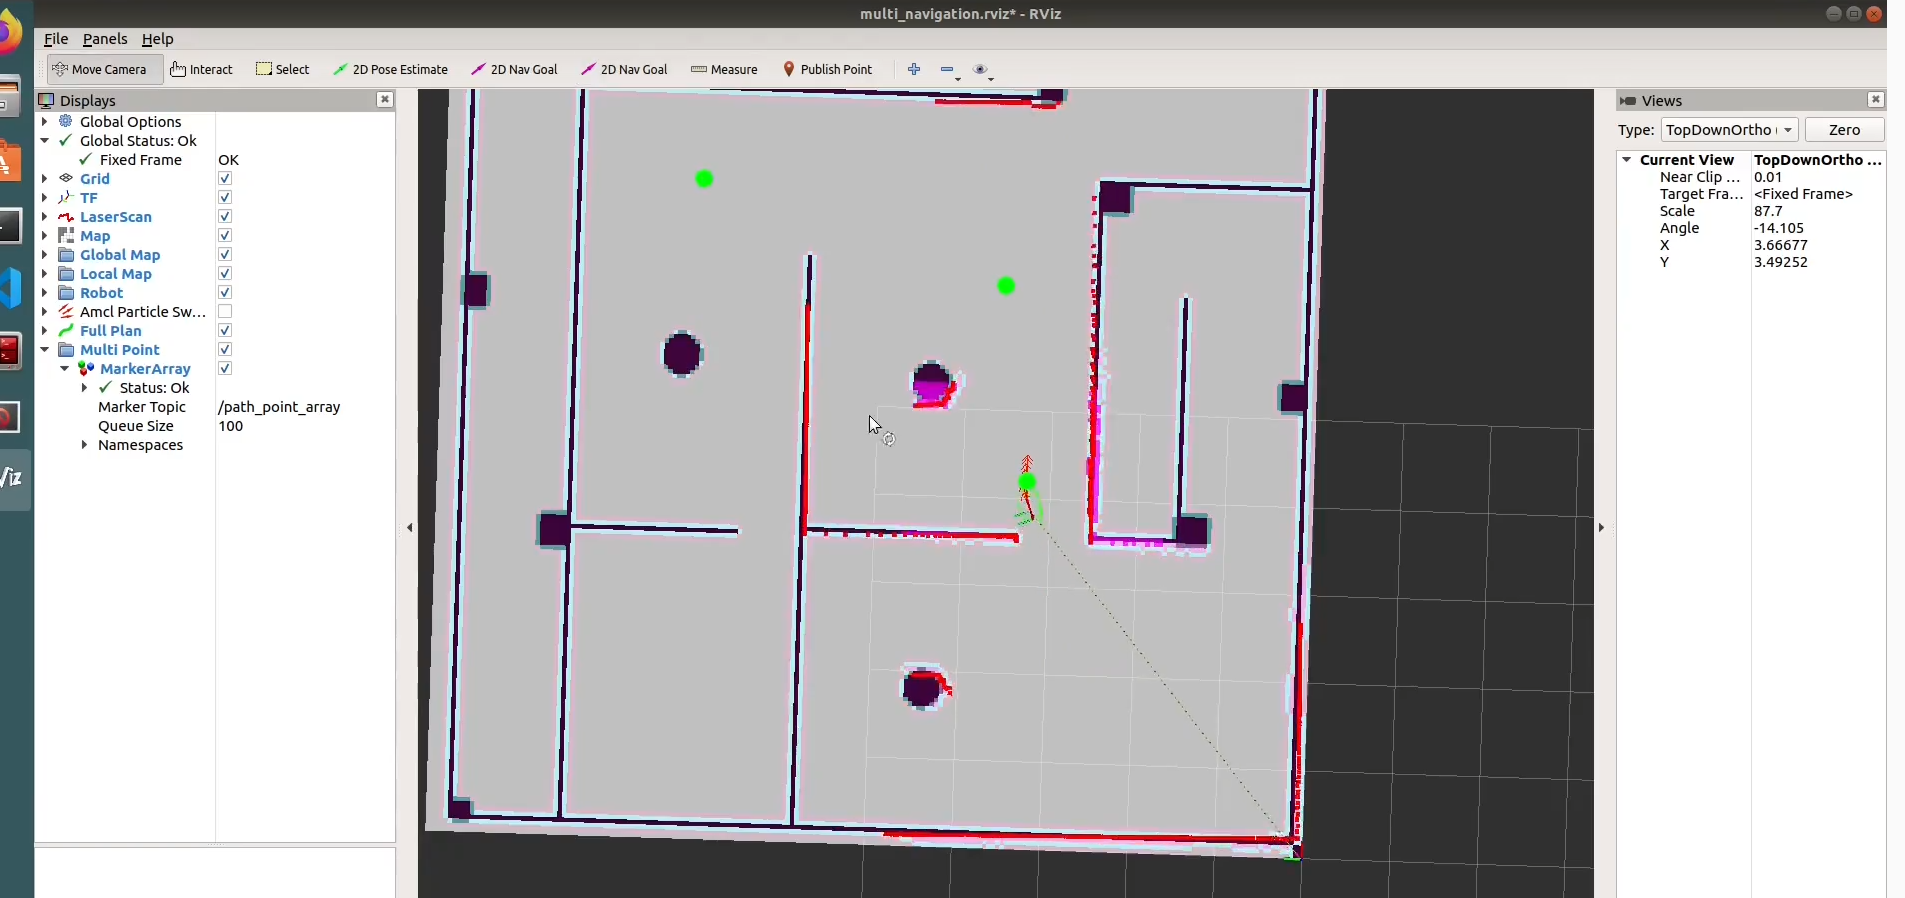 multi_navigation.rviz* - RViz
File Panels Help
Move Camera Interact Select 2D Pose Estimate 2D Nav Goal 2D Nav Goal Measure Publish Point
Displays
Global Options
Global Status: Ok
Fixed Frame OK
Grid
TF
LaserScan
Map
Global Map
Local Map
Robot
Amcl Particle Sw...
Full Plan
Multi Point
MarkerArray
Status: Ok
Marker Topic /path_point_array
Queue Size 100
Namespaces
Views
Type: TopDownOrtho ( Zero
Current View TopDownOrtho ...
Near Clip ... 0.01
Target Fra... <Fixed Frame>
Scale 87.7
Angle -14.105
X 3.66677
Y 3.49252